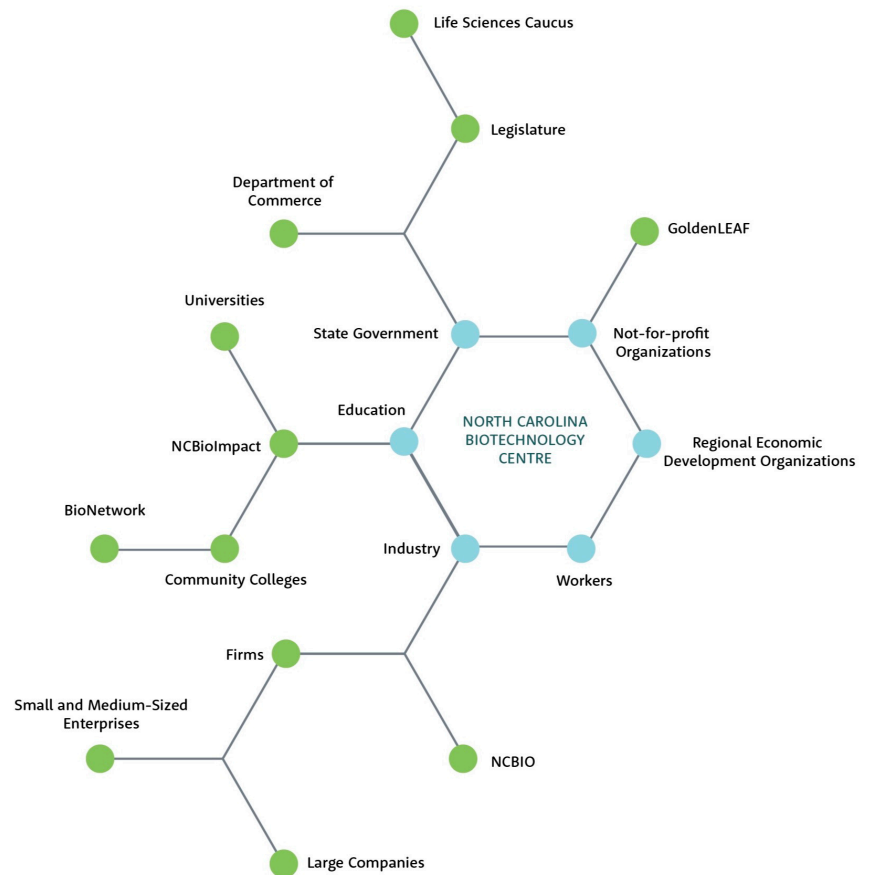 Life Sciences Caucus
Legislature
Department of
Commerce
GoldenLEAF
Universities
State Government
Not-for-profit
Organizations
Education
NORTH CAROLINA
BIOTECHNOLOGY
CENTRE
NCBioImpact
Regional Economic
Development Organizations
BioNetwork
Industry
Community Colleges
Workers
Firms
Small and Medium-Sized
Enterprises
NCBIO
Large Companies